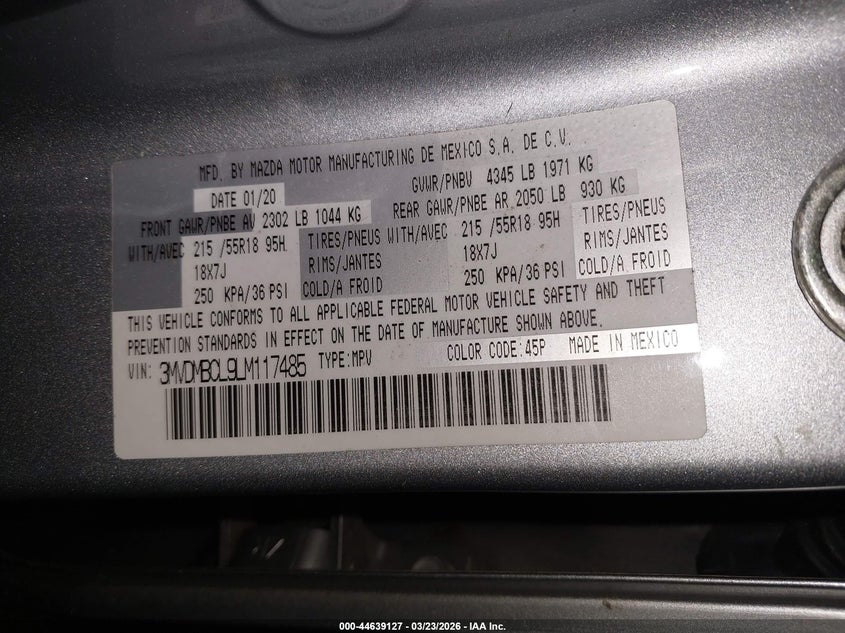 MFD. BY MAZDA MOTOR MANUFACTURING DE MEXICO S.A. DE C.V.
DATE 01/20 GVWR/PNBV 4345 LB 1971 KG
FRONT GAWR/PNBE AV 2302 LB 1044 KG REAR GAWR/PNBE AR 2050 LB 930 KG
WITH/AVEC 215 /55R18 95H TIRES/PNEUS WITH/AVEC 215 /55R18 95H TIRES/PNEUS
18X7J RIMS/JANTES 18X7J RIMS/JANTES
250 KPA/36 PSI COLD/A FROID 250 KPA/36 PSI COLD/A FROID
THIS VEHICLE CONFORMS TO ALL APPLICABLE FEDERAL MOTOR VEHICLE SAFETY AND THEFT
PREVENTION STANDARDS IN EFFECT ON THE DATE OF MANUFACTURE SHOWN ABOVE.
VIN: 3MVDMBCL9LM117485 TYPE:MPV COLOR CODE:45P MADE IN MEXICO
000-44639127 - 03/23/2026 - IAA Inc.